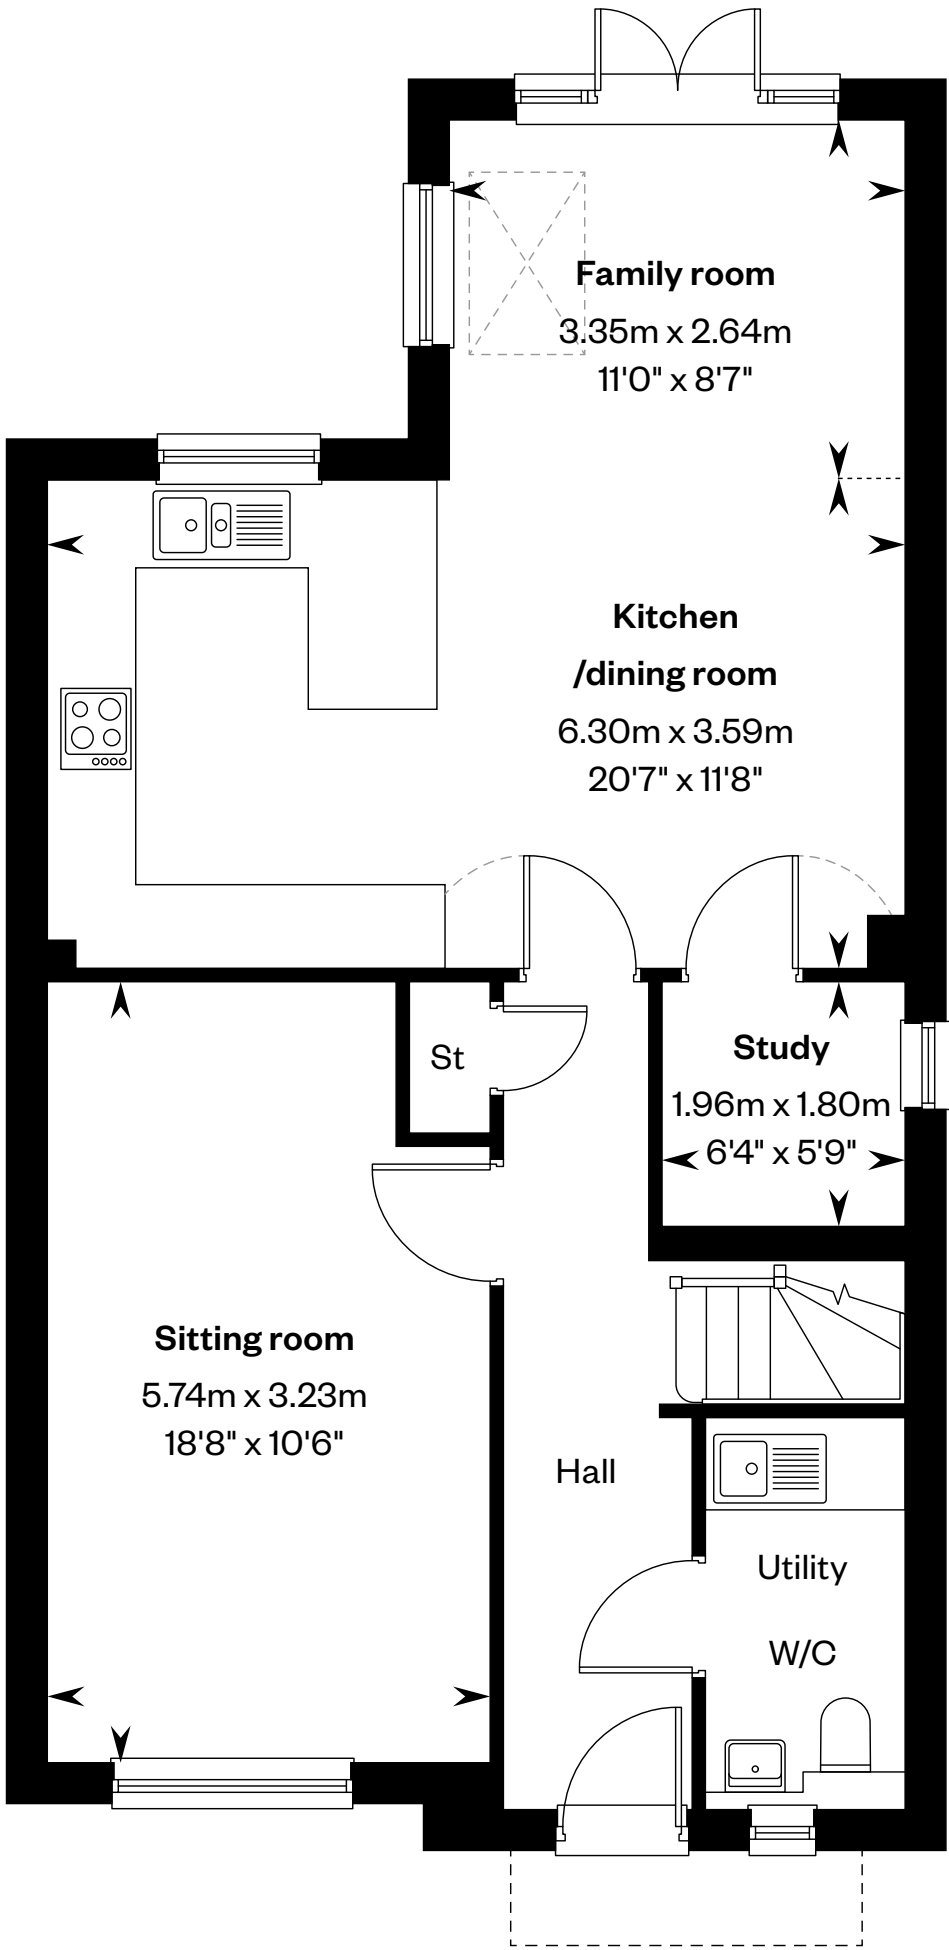 Family room
3.35m x 2.64m
11'0" x 8'7"
Kitchen
/dining room
6.30m x 3.59m
20'7" x 11'8"
St
Study
1.96m x 1.80m
6'4" x 5'9"
Sitting room
5.74m x 3.23m
18'8" x 10'6"
Hall
Utility
W/C